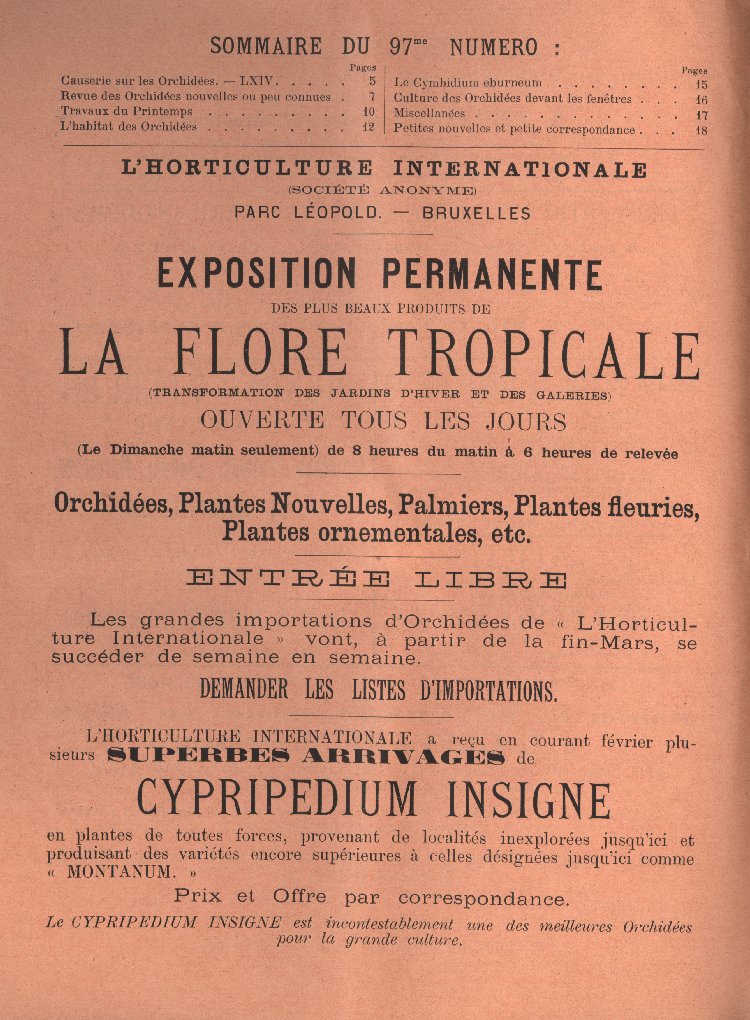 SOMMAIRE DU 97me NUMERO :
Pages
Causerie sur les Orchidées. — LXIV. . . . . 5
Revue des Orchidées nouvelles ou peu connues . 7
Travaux du Printemps . . . . . . . . . 10
L'habitat des Orchidées . . . . . . . . . 12
Pages
Le Cymbidium eburneum . . . . . . . 15
Culture des Orchidées devant les fenêtres . . . 16
Miscellanées . . . . . . . . . . . 17
Petites nouvelles et petite correspondance . . . 18
L'HORTICULTURE INTERNATIONALE
(SOCIÉTÉ ANONYME)
PARC LÉOPOLD. — BRUXELLES
EXPOSITION PERMANENTE
DES PLUS BEAUX PRODUITS DE
LA FLORE TROPICALE
(TRANSFORMATION DES JARDINS D'HIVER ET DES GALERIES)
OUVERTE TOUS LES JOURS
(Le Dimanche matin seulement) de 8 heures du matin à 6 heures de relevée
Orchidées, Plantes Nouvelles, Palmiers, Plantes fleuries,
Plantes ornementales, etc.
ENTRÉE LIBRE
Les grandes importations d'Orchidées de « L'Horticul-
ture Internationale » vont, à partir de la fin-Mars, se
succéder de semaine en semaine.
DEMANDER LES LISTES D'IMPORTATIONS.
L'HORTICULTURE INTERNATIONALE a reçu en courant février plu-
sieurs SUPERBES ARRIVAGES de
CYPRIPEDIUM INSIGNE
en plantes de toutes forces, provenant de localités inexplorées jusqu'ici et
produisant des variétés encore supérieures à celles désignées jusqu'ici comme
« MONTANUM. »
Prix et Offre par correspondance.
Le CYPRIPEDIUM INSIGNE est incontestablement une des meilleures Orchidées
pour la grande culture.